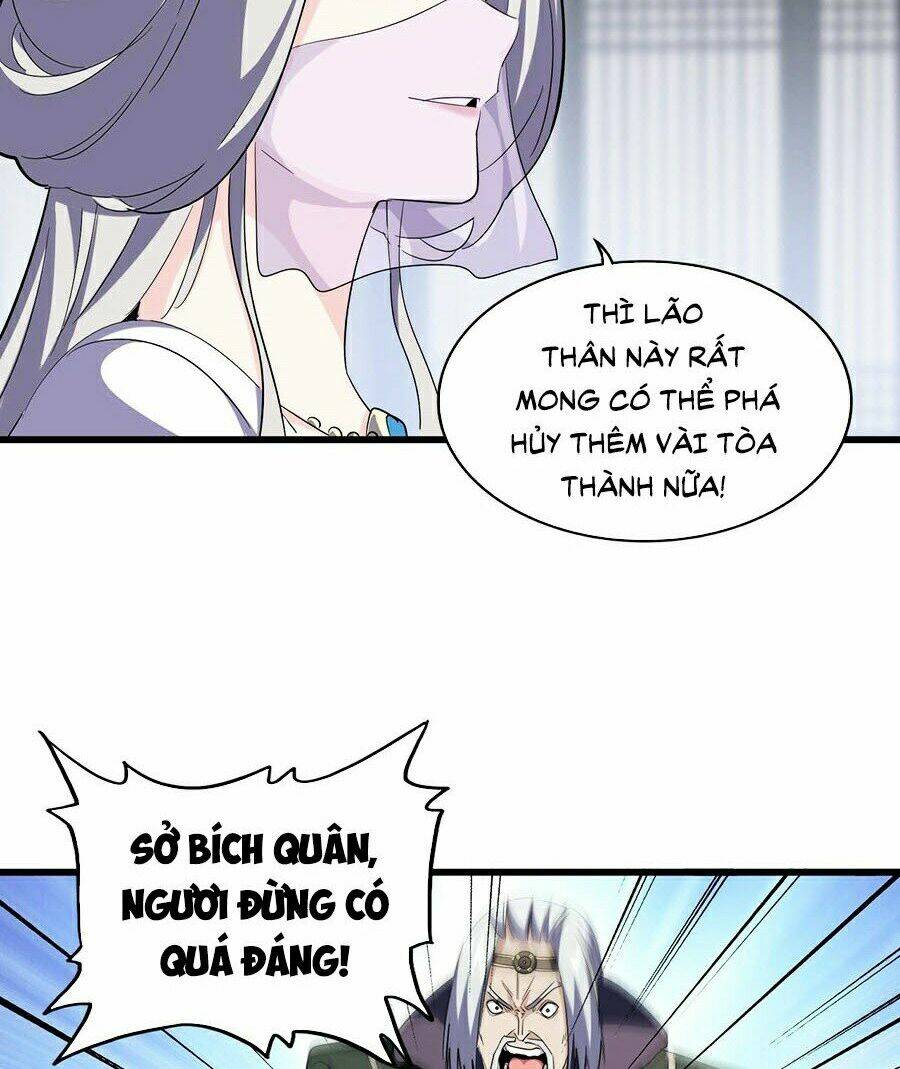 THÌ LÃO
THÂN NÀY RẤT
MONG CÓ THỂ PHÁ
HỦY THÊM VÀI TÒA
THÀNH NỮA!
SỞ BÍCH QUÂN,
NGƯƠI ĐỪNG CÓ
QUÁ ĐÁNG!